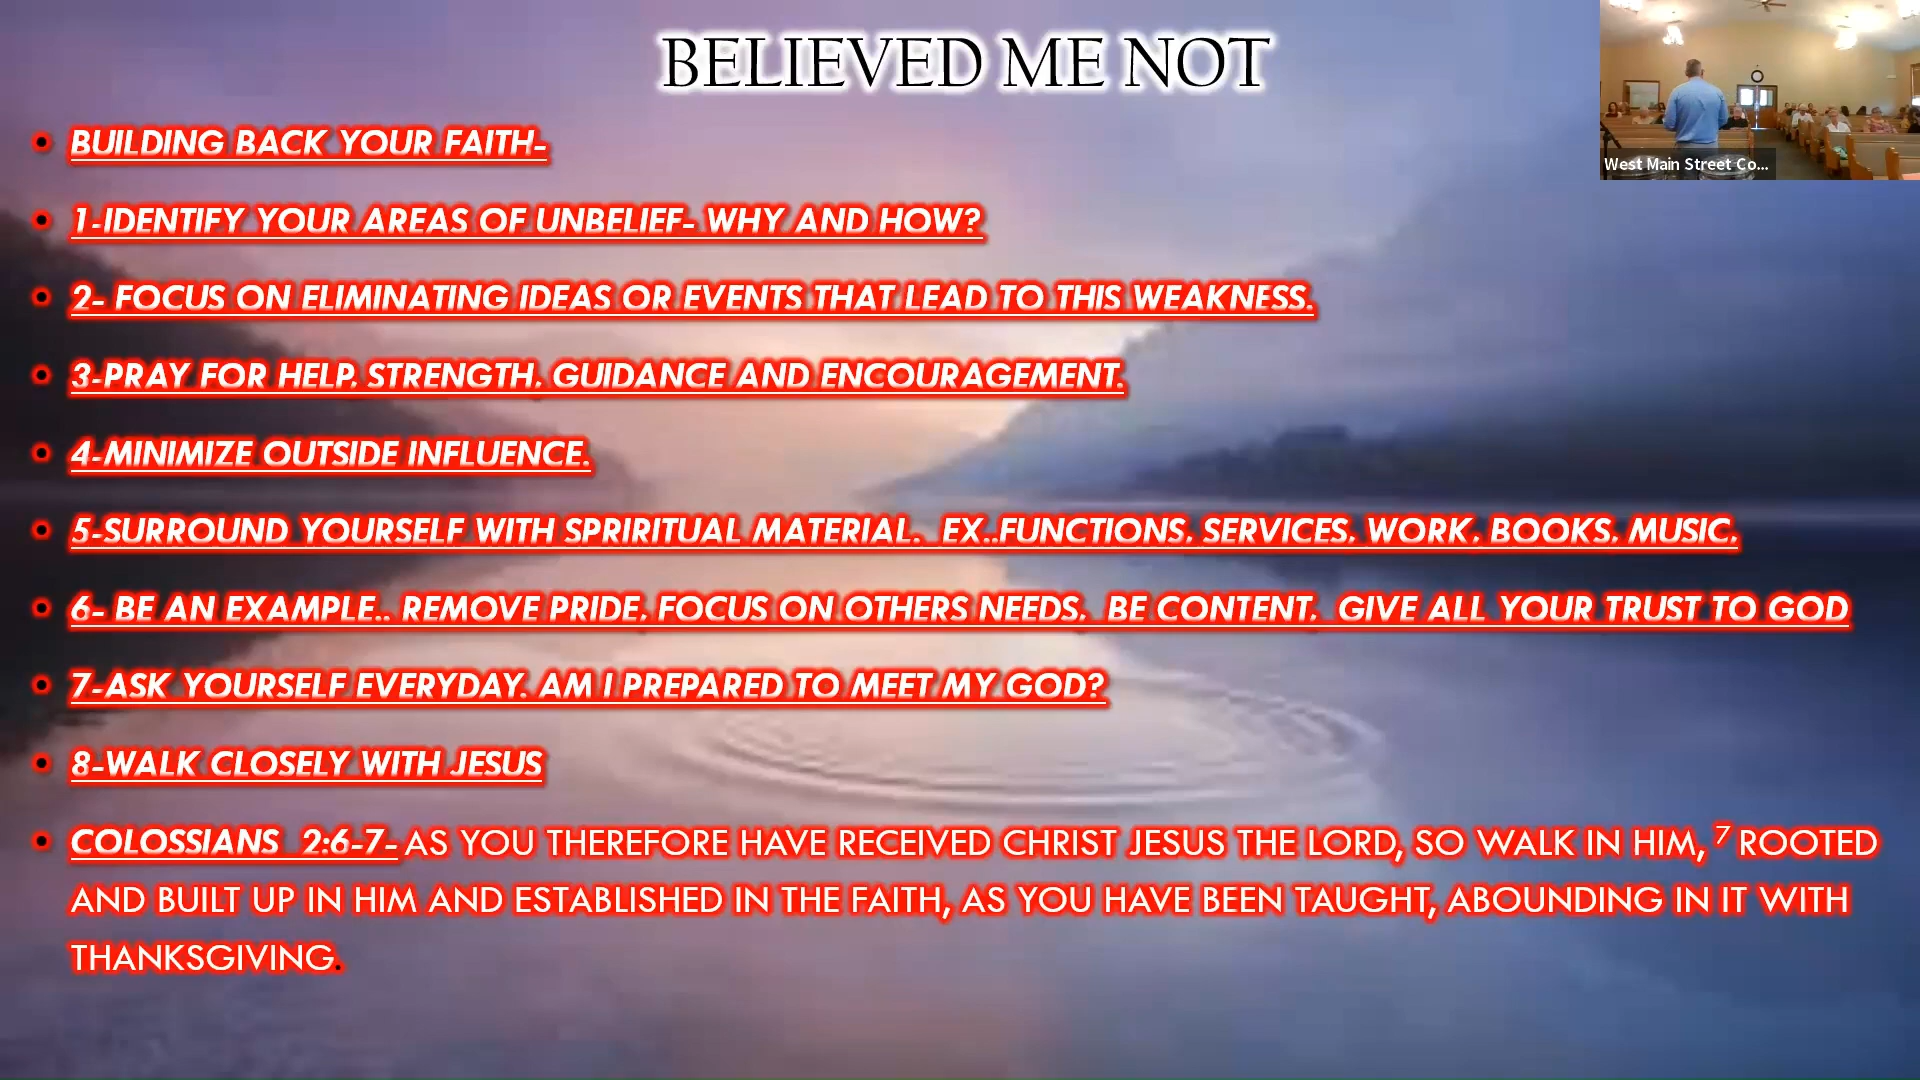 BELIEVED ME NOT
West Main Street Co...
• BUILDING BACK YOUR FAITH-
• 1-IDENTIFY YOUR AREAS OF UNBELIEF- WHY AND HOW?
• 2- FOCUS ON ELIMINATING IDEAS OR EVENTS THAT LEAD TO THIS WEAKNESS.
• 3-PRAY FOR HELP, STRENGTH, GUIDANCE AND ENCOURAGEMENT.
• 4-MINIMIZE OUTSIDE INFLUENCE.
• 5-SURROUND YOURSELF WITH SPRIRITUAL MATERIAL.  EX..FUNCTIONS, SERVICES, WORK, BOOKS, MUSIC,
• 6- BE AN EXAMPLE.. REMOVE PRIDE, FOCUS ON OTHERS NEEDS,  BE CONTENT,  GIVE ALL YOUR TRUST TO GOD
• 7-ASK YOURSELF EVERYDAY. AM I PREPARED TO MEET MY GOD?
• 8-WALK CLOSELY WITH JESUS
• COLOSSIANS  2:6-7- AS YOU THEREFORE HAVE RECEIVED CHRIST JESUS THE LORD, SO WALK IN HIM, ⁷ ROOTED
AND BUILT UP IN HIM AND ESTABLISHED IN THE FAITH, AS YOU HAVE BEEN TAUGHT, ABOUNDING IN IT WITH
THANKSGIVING.